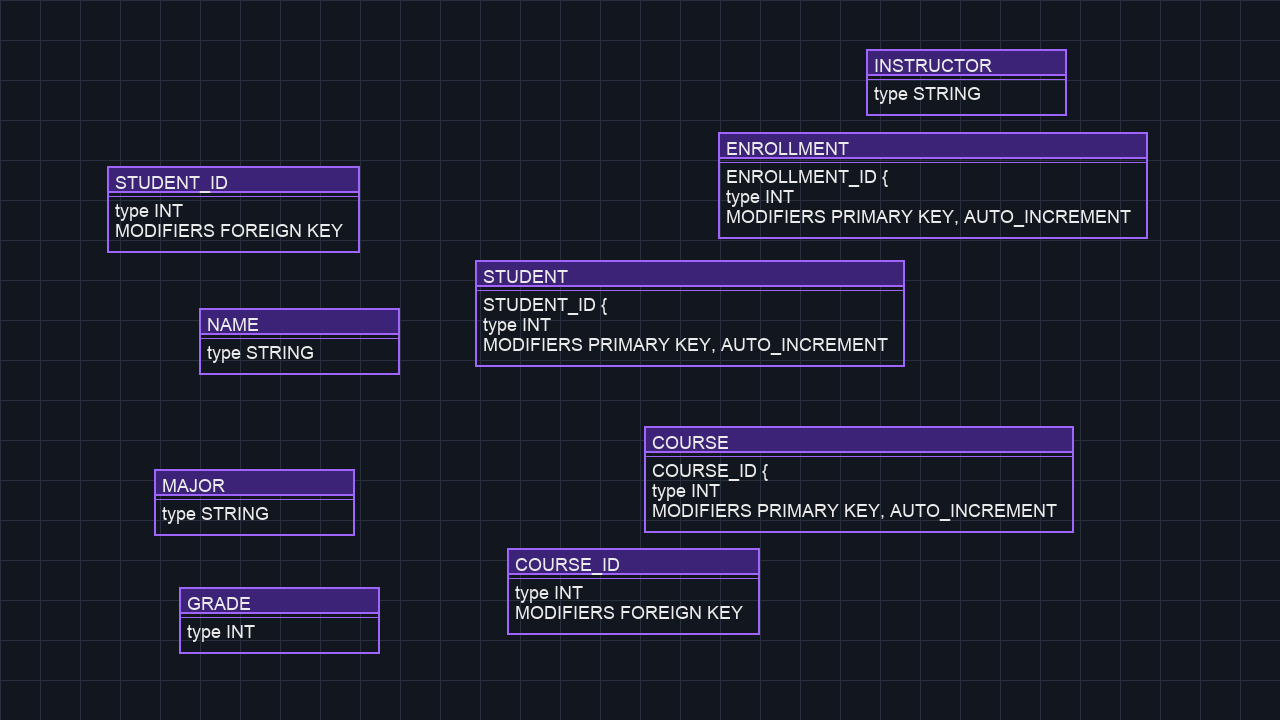 INSTRUCTOR
type STRING
ENROLLMENT
ENROLLMENT_ID {
type INT
MODIFIERS PRIMARY KEY, AUTO_INCREMENT
STUDENT_ID
type INT
MODIFIERS FOREIGN KEY
STUDENT
STUDENT_ID {
type INT
MODIFIERS PRIMARY KEY, AUTO_INCREMENT
NAME
type STRING
COURSE
COURSE_ID {
type INT
MODIFIERS PRIMARY KEY, AUTO_INCREMENT
MAJOR
type STRING
COURSE_ID
type INT
MODIFIERS FOREIGN KEY
GRADE
type INT